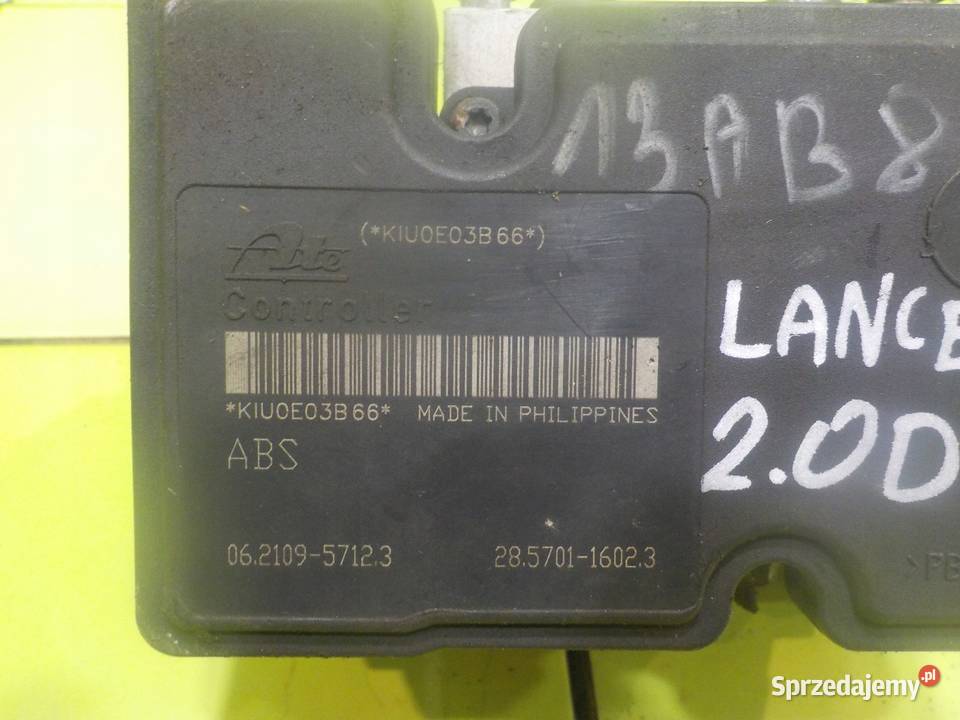 13AB8
(*KIU0E03B66*)
Ate
Controller
*KIU0E03B66* MADE IN PHILIPPINES
ABS
06.2109-5712.3 28.5701-1602.3
LANCE
2.0D
>PB
Sprzedajemy.pl